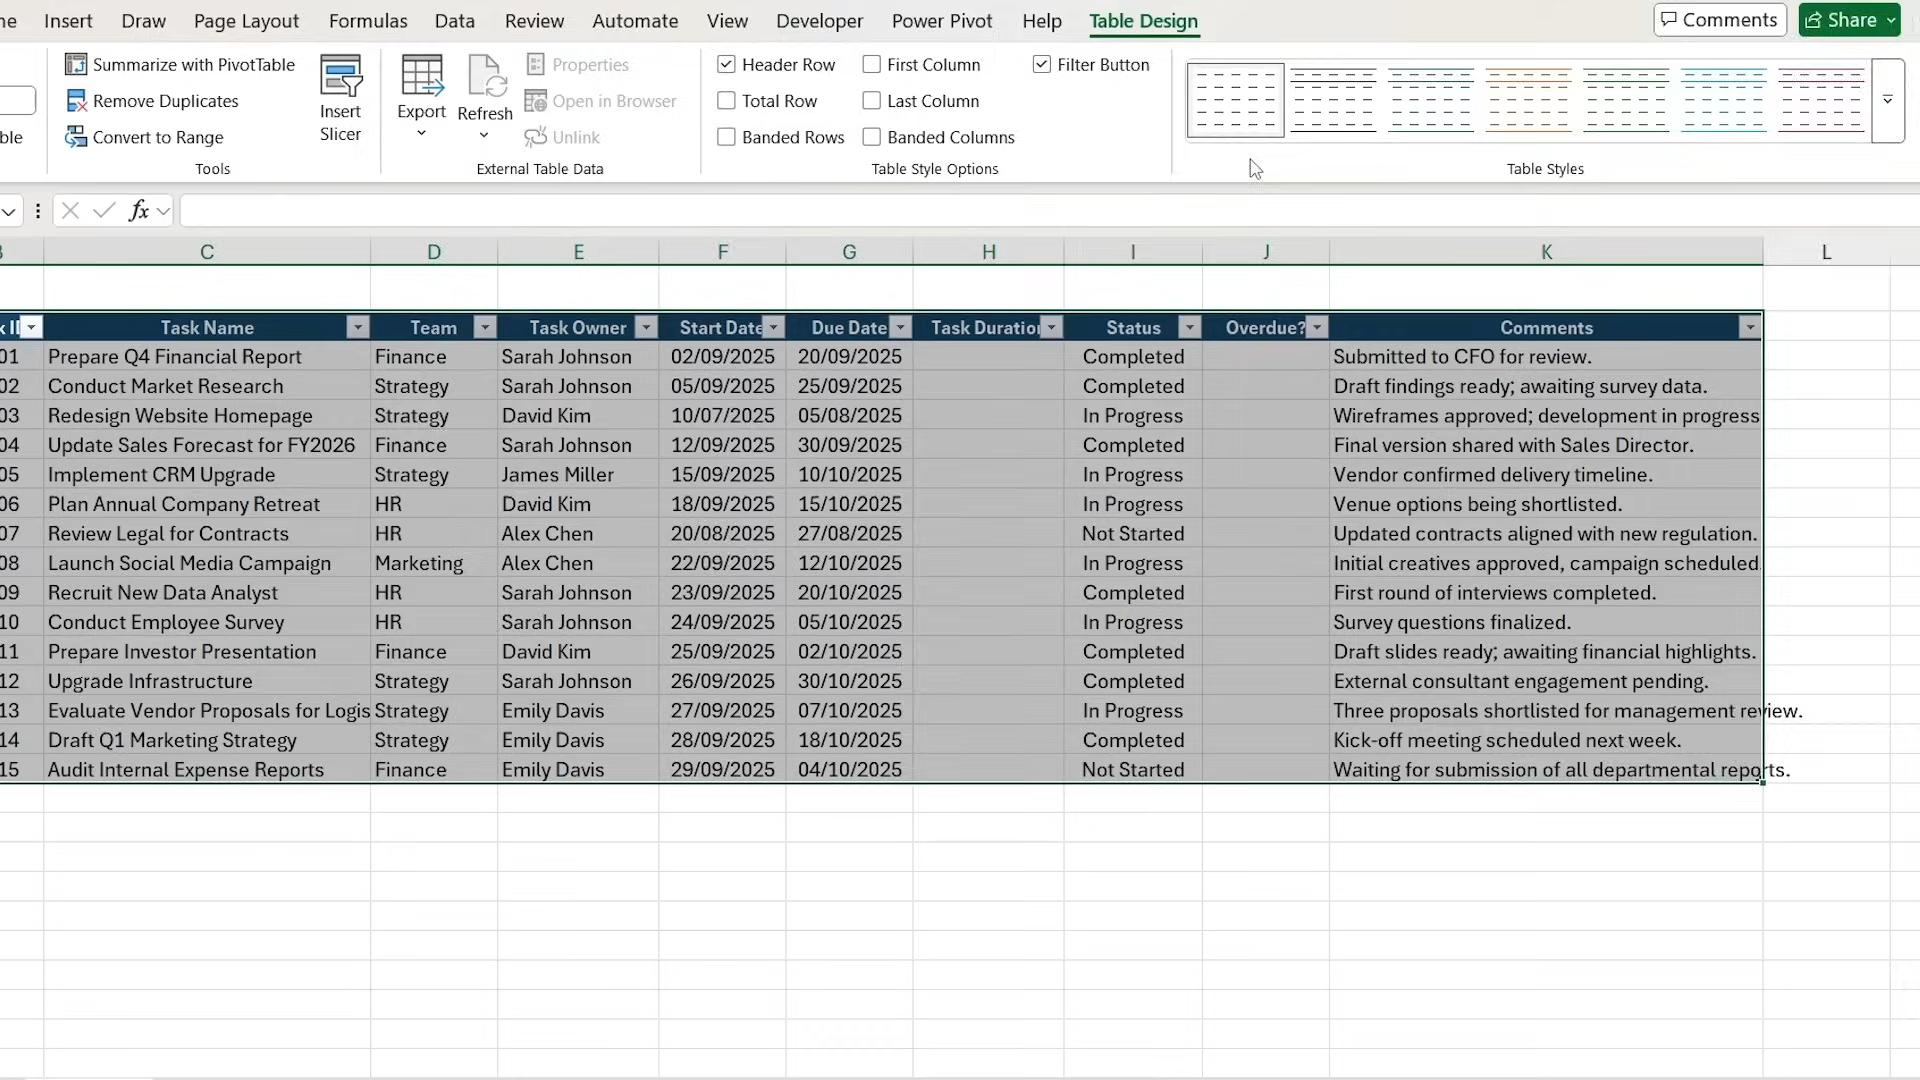 Insert Draw Page Layout Formulas Data Review Automate View Developer Power Pivot Help Table Design Comments Share
Summarize with PivotTable
Remove Duplicates
Convert to Range
Tools
Insert Slicer
Export Refresh
Properties
Open in Browser
Unlink
External Table Data
Header Row First Column Filter Button
Total Row Last Column
Banded Rows Banded Columns
Table Style Options
Table Styles
fx
C D E F G H I J K L
Task Name Team Task Owner Start Date Due Date Task Duration Status Overdue? Comments
01 Prepare Q4 Financial Report Finance Sarah Johnson 02/09/2025 20/09/2025 Completed Submitted to CFO for review.
02 Conduct Market Research Strategy Sarah Johnson 05/09/2025 25/09/2025 Completed Draft findings ready; awaiting survey data.
03 Redesign Website Homepage Strategy David Kim 10/07/2025 05/08/2025 In Progress Wireframes approved; development in progress
04 Update Sales Forecast for FY2026 Finance Sarah Johnson 12/09/2025 30/09/2025 Completed Final version shared with Sales Director.
05 Implement CRM Upgrade Strategy James Miller 15/09/2025 10/10/2025 In Progress Vendor confirmed delivery timeline.
06 Plan Annual Company Retreat HR David Kim 18/09/2025 15/10/2025 In Progress Venue options being shortlisted.
07 Review Legal for Contracts HR Alex Chen 20/08/2025 27/08/2025 Not Started Updated contracts aligned with new regulation.
08 Launch Social Media Campaign Marketing Alex Chen 22/09/2025 12/10/2025 In Progress Initial creatives approved, campaign scheduled
09 Recruit New Data Analyst HR Sarah Johnson 23/09/2025 20/10/2025 Completed First round of interviews completed.
10 Conduct Employee Survey HR Sarah Johnson 24/09/2025 05/10/2025 In Progress Survey questions finalized.
11 Prepare Investor Presentation Finance David Kim 25/09/2025 02/10/2025 Completed Draft slides ready; awaiting financial highlights.
12 Upgrade Infrastructure Strategy Sarah Johnson 26/09/2025 30/10/2025 Completed External consultant engagement pending.
13 Evaluate Vendor Proposals for Logis Strategy Emily Davis 27/09/2025 07/10/2025 In Progress Three proposals shortlisted for management review.
14 Draft Q1 Marketing Strategy Strategy Emily Davis 28/09/2025 18/10/2025 Completed Kick-off meeting scheduled next week.
15 Audit Internal Expense Reports Finance Emily Davis 29/09/2025 04/10/2025 Not Started Waiting for submission of all departmental reports.